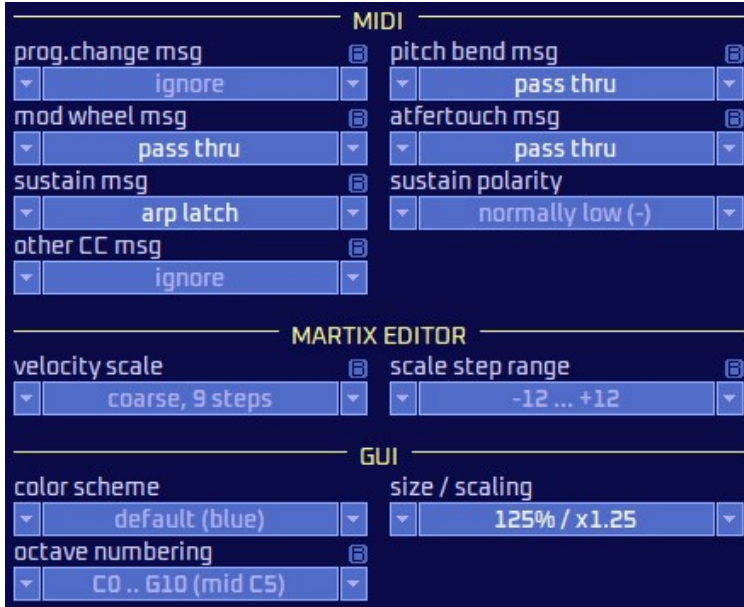 MIDI
prog.change msg
ignore
pitch bend msg
pass thru
mod wheel msg
pass thru
atfertouch msg
pass thru
sustain msg
arp latch
sustain polarity
normally low (-)
other CC msg
ignore
MARTIX EDITOR
velocity scale
coarse, 9 steps
scale step range
-12 ... +12
GUI
color scheme
default (blue)
size / scaling
125% / x1.25
octave numbering
C0 .. G10 (mid C5)